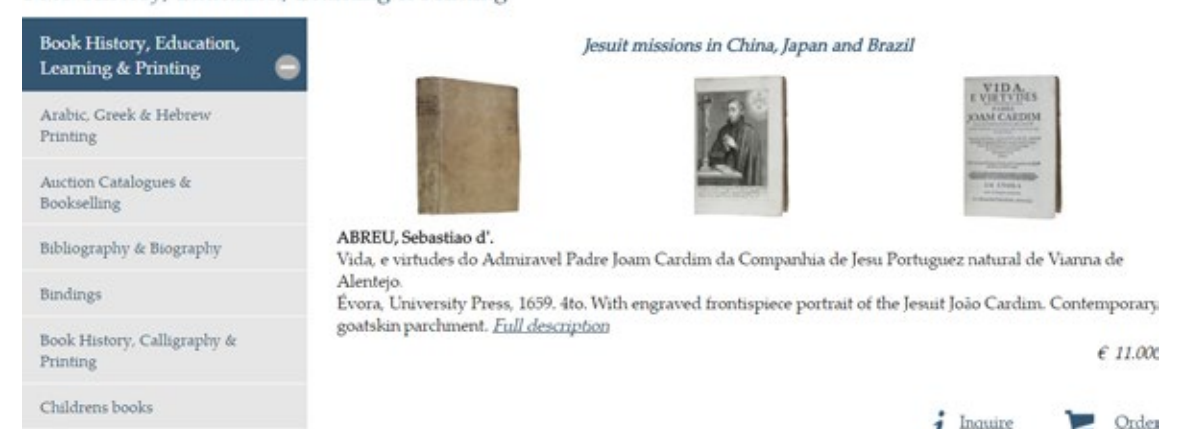 Book History, Education,
Learning & Printing
Arabic, Greek & Hebrew
Printing
Auction Catalogues &
Bookselling
Bibliography & Biography
Bindings
Book History, Calligraphy &
Printing
Childrens books
Jesuit missions in China, Japan and Brazil
VIDA,
E VIRTUDES
JOAM CARDIM
ABREU, Sebastiao d'.
Vida, e virtudes do Admiravel Padre Joam Cardim da Companhia de Jesu Portuguez natural de Vianna de
Alentejo.
Évora, University Press, 1659. 4to. With engraved frontispiece portrait of the Jesuit João Cardim. Contemporary
goatskin parchment. Full description
€ 11.000
Inquire
Order